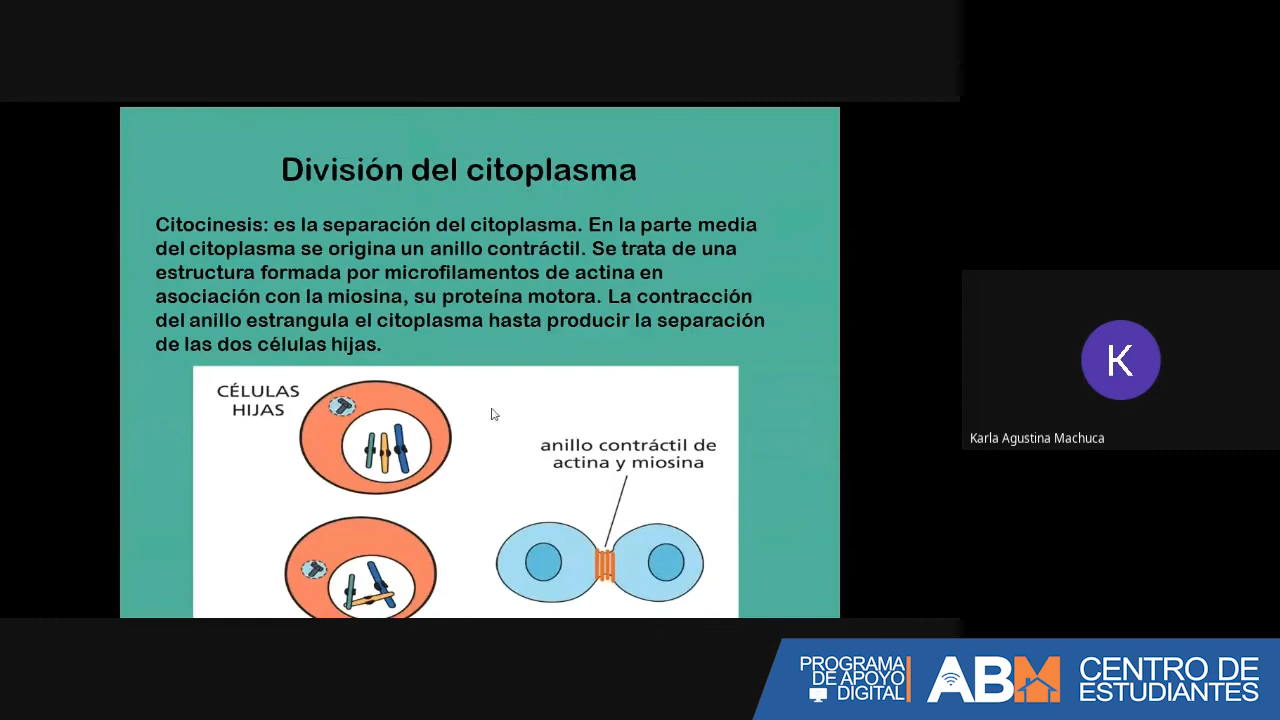 División del citoplasma
Citocinesis: es la separación del citoplasma. En la parte media
del citoplasma se origina un anillo contráctil. Se trata de una
estructura formada por microfilamentos de actina en
asociación con la miosina, su proteína motora. La contracción
del anillo estrangula el citoplasma hasta producir la separación
de las dos células hijas.
CÉLULAS
HIJAS
anillo contráctil de
actina y miosina
K
Karla Agustina Machuca
PROGRAMA
DE APOYO
DIGITAL
ABM
CENTRO DE
ESTUDIANTES